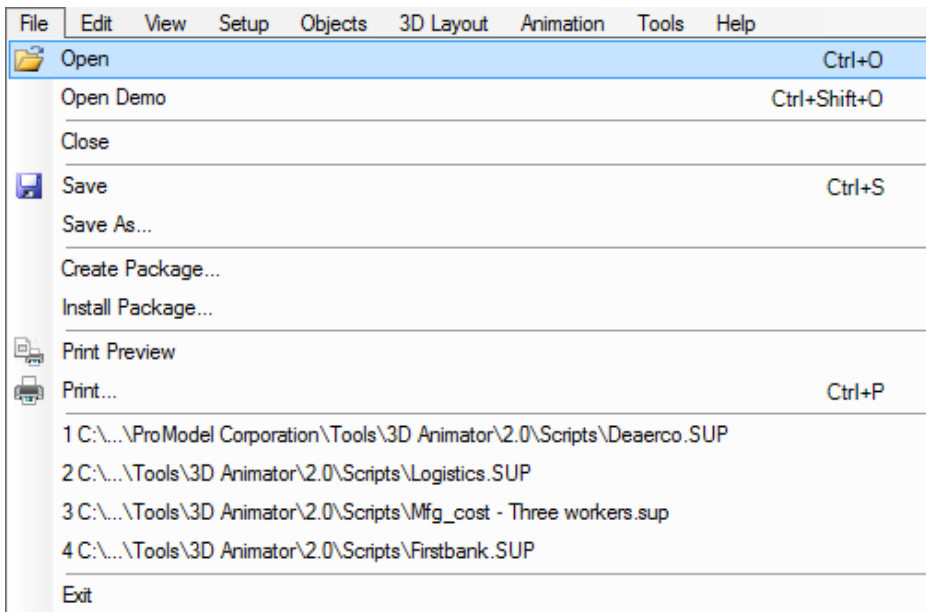 File Edit View Setup Objects 3D Layout Animation Tools Help
Open Ctrl+O
Open Demo Ctrl+Shift+O
Close
Save Ctrl+S
Save As...
Create Package...
Install Package...
Print Preview
Print... Ctrl+P
1 C:\...\ProModel Corporation\Tools\3D Animator\2.0\Scripts\Deaerco.SUP
2 C:\...\Tools\3D Animator\2.0\Scripts\Logistics.SUP
3 C:\...\Tools\3D Animator\2.0\Scripts\Mfg_cost - Three workers.sup
4 C:\...\Tools\3D Animator\2.0\Scripts\Firstbank.SUP
Exit